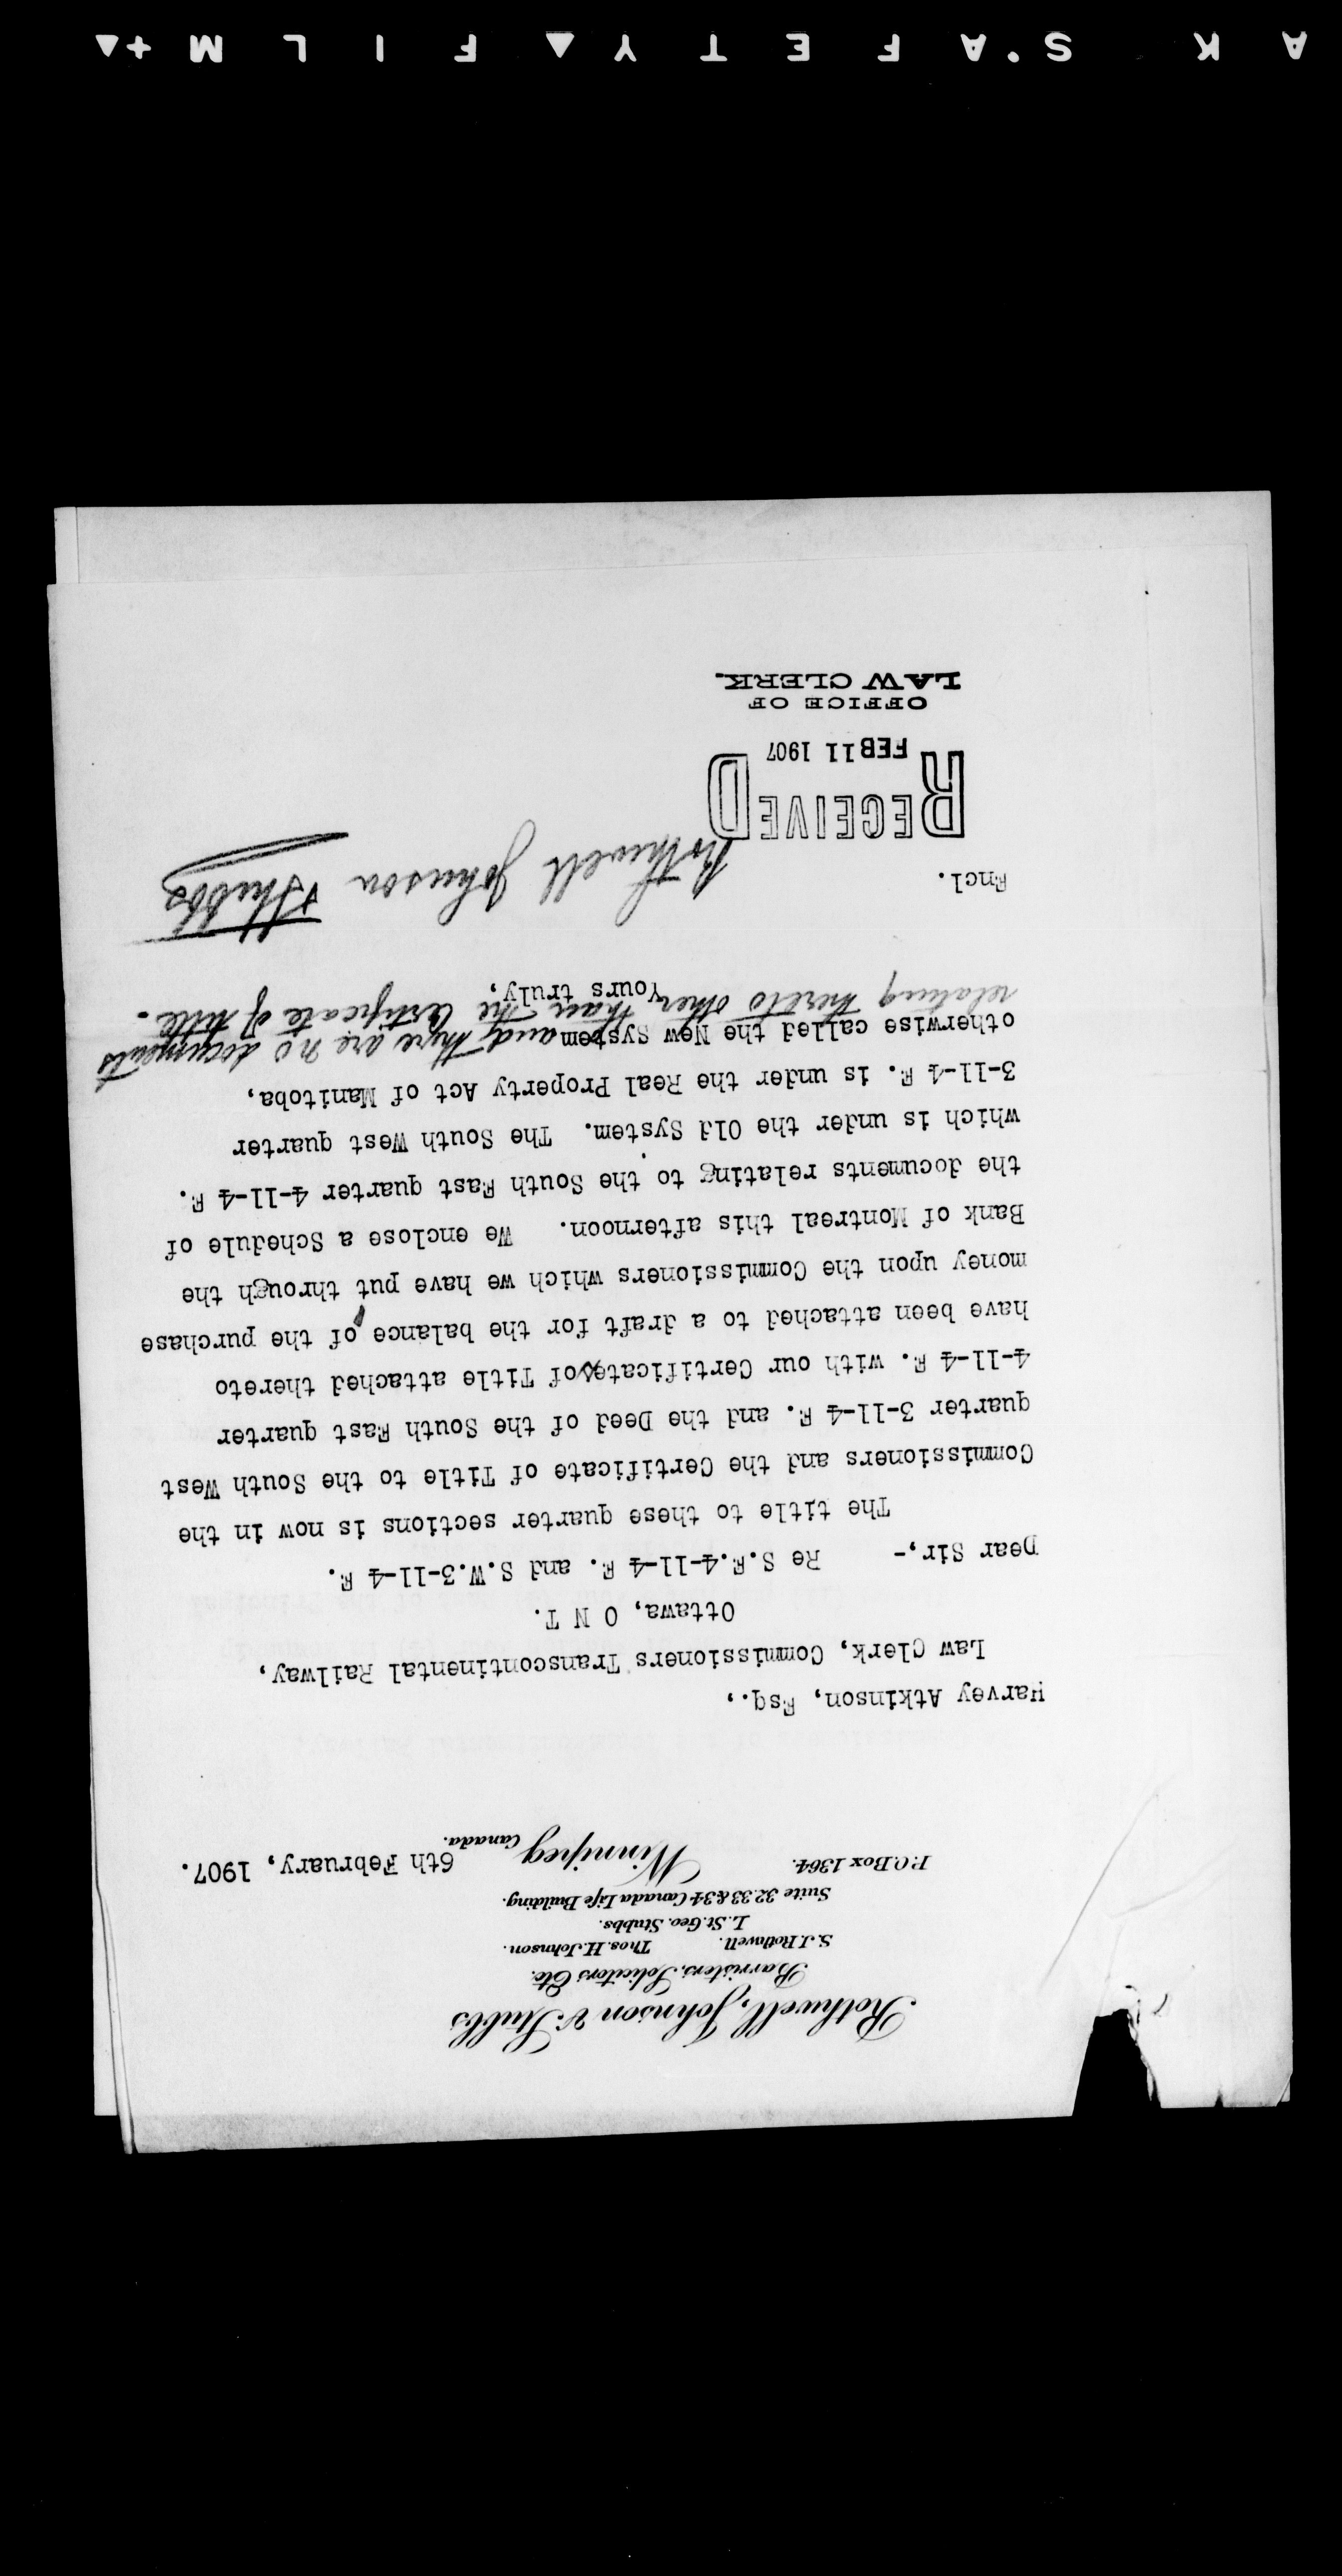 Rothwell, Johnson & Stubbs
Barristers, Solicitors Etc.
S. J. Rothwell. Thos. H. Johnson.
L. St. Geo. Stubbs.
Suite 32.33 & 34 Canada Life Building.
P.O. Box 1364. Winnipeg Canada. 6th February, 1907.
Harvey Atkinson, Esq.,
Law Clerk, Commissioners Transcontinental Railway,
Ottawa, O N T.
Dear Sir,- Re S.E.4-11-4 E. and S.W.3-11-4 E.
The title to these quarter sections is now in the
Commissioners and the Certificate of Title to the South West
quarter 3-11-4 E. and the Deed of the South East quarter
4-11-4 E. with our Certificate of Title attached thereto
have been attached to a draft for the balance of the purchase
money upon the Commissioners which we have put through the
Bank of Montreal this afternoon. We enclose a Schedule of
the documents relating to the South East quarter 4-11-4 E.
which is under the Old System. The South West quarter
3-11-4 E. is under the Real Property Act of Manitoba,
otherwise called the New System and there are no documents
relating thereto other than the Certificate of title.
Yours truly,
Rothwell Johnson & Stubbs
Encl.
RECEIVED
FEB 11 1907
OFFICE OF
LAW CLERK.
SAFETY FILM